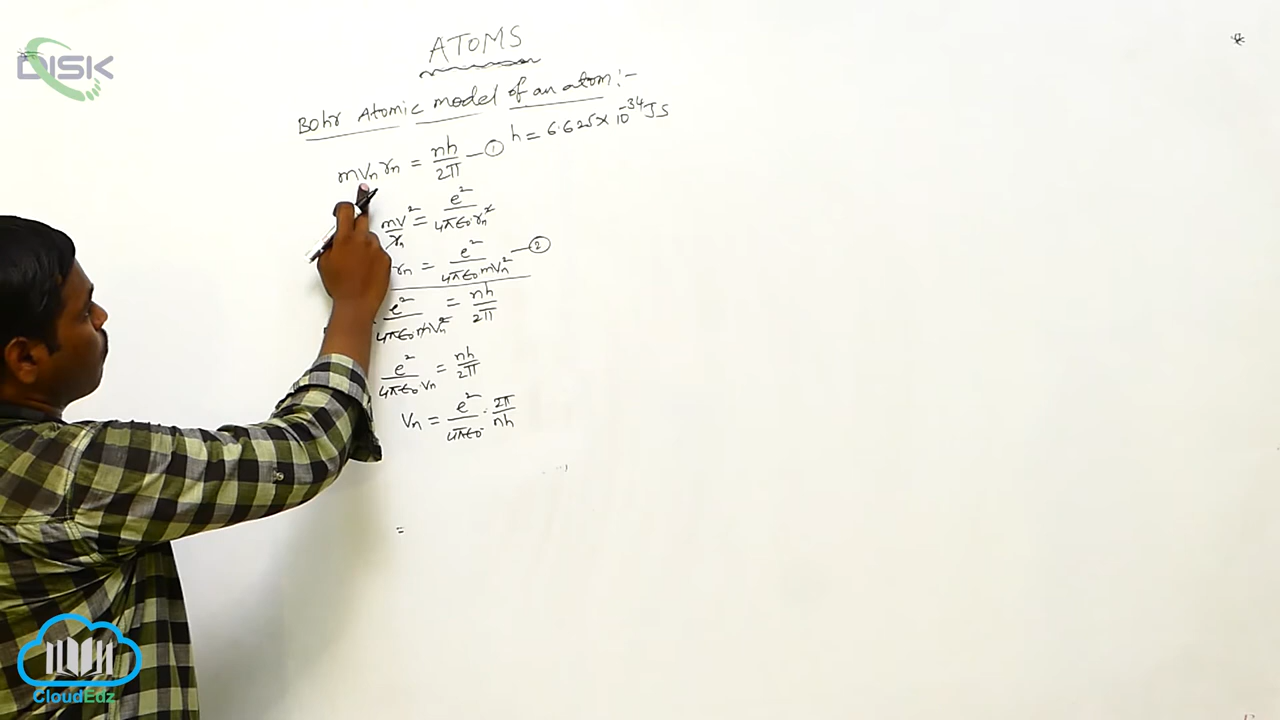 DISK
ATOMS
Bohr Atomic model of an atom:-
mVₙrₙ = nh/2π — ① h = 6.625 × 10⁻³⁴ JS
mV²/rₙ = e²/4πϵ₀rₙ²
rₙ = e²/4πϵ₀mVₙ² — ②
e²/4πϵ₀mVₙ² = nh/2π
e²/4πϵ₀.Vₙ = nh/2π
Vₙ = e²/4πϵ₀ . 2π/nh
=
CloudEdz